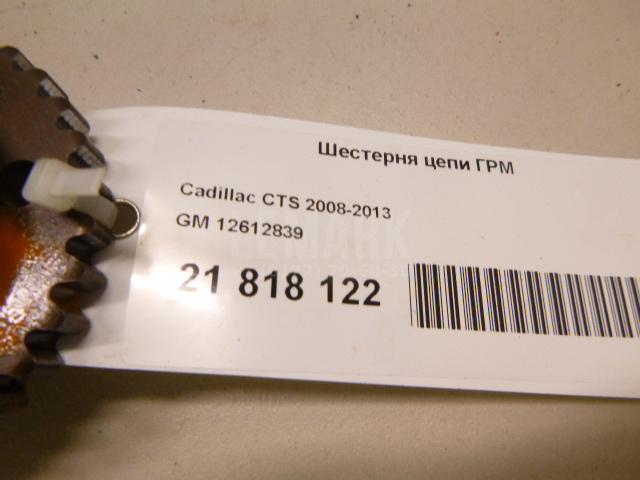 Шестерня цепи ГРМ
Cadillac CTS 2008-2013
GM 12612839
21 818 122